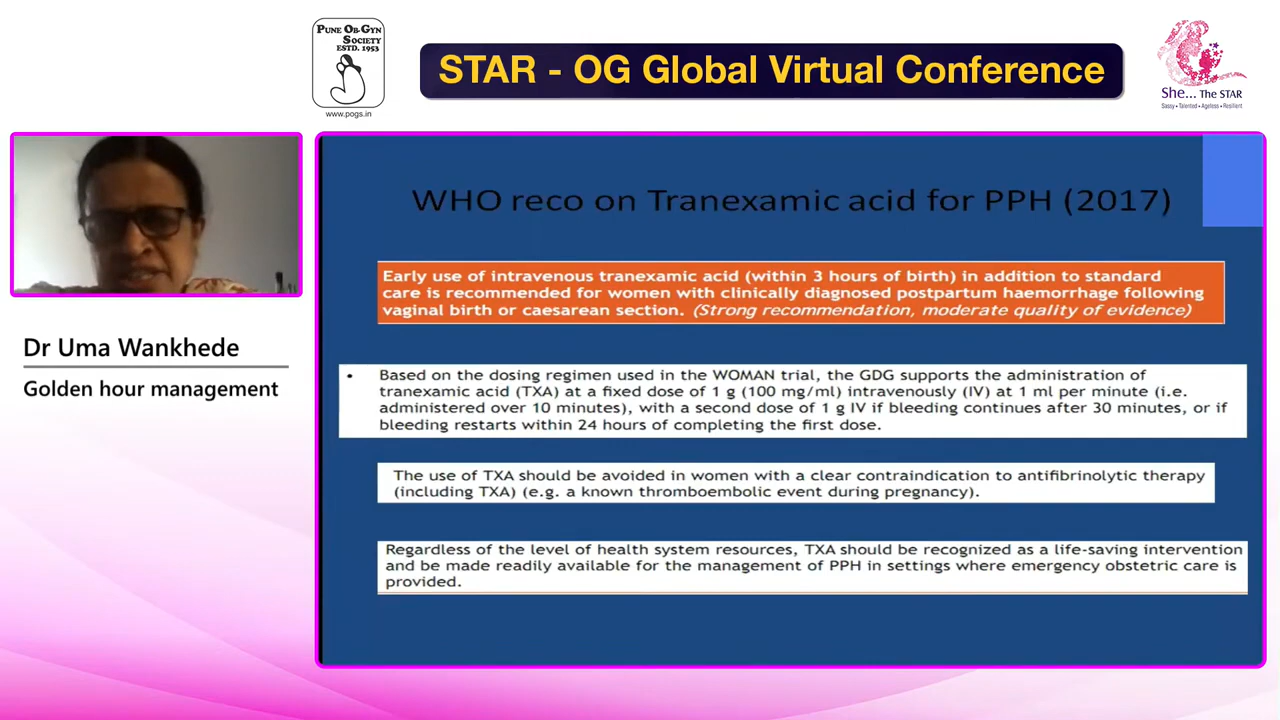 PUNE OB-GYN
SOCIETY
ESTD. 1953
www.pogs.in
STAR - OG Global Virtual Conference
She... The STAR
Sassy • Talented • Ageless • Resilient
Dr Uma Wankhede
Golden hour management
WHO reco on Tranexamic acid for PPH (2017)
Early use of intravenous tranexamic acid (within 3 hours of birth) in addition to standard
care is recommended for women with clinically diagnosed postpartum haemorrhage following
vaginal birth or caesarean section. (Strong recommendation, moderate quality of evidence)
• Based on the dosing regimen used in the WOMAN trial, the GDG supports the administration of
tranexamic acid (TXA) at a fixed dose of 1 g (100 mg/ml) intravenously (IV) at 1 ml per minute (i.e.
administered over 10 minutes), with a second dose of 1 g IV if bleeding continues after 30 minutes, or if
bleeding restarts within 24 hours of completing the first dose.
The use of TXA should be avoided in women with a clear contraindication to antifibrinolytic therapy
(including TXA) (e.g. a known thromboembolic event during pregnancy).
Regardless of the level of health system resources, TXA should be recognized as a life-saving intervention
and be made readily available for the management of PPH in settings where emergency obstetric care is
provided.